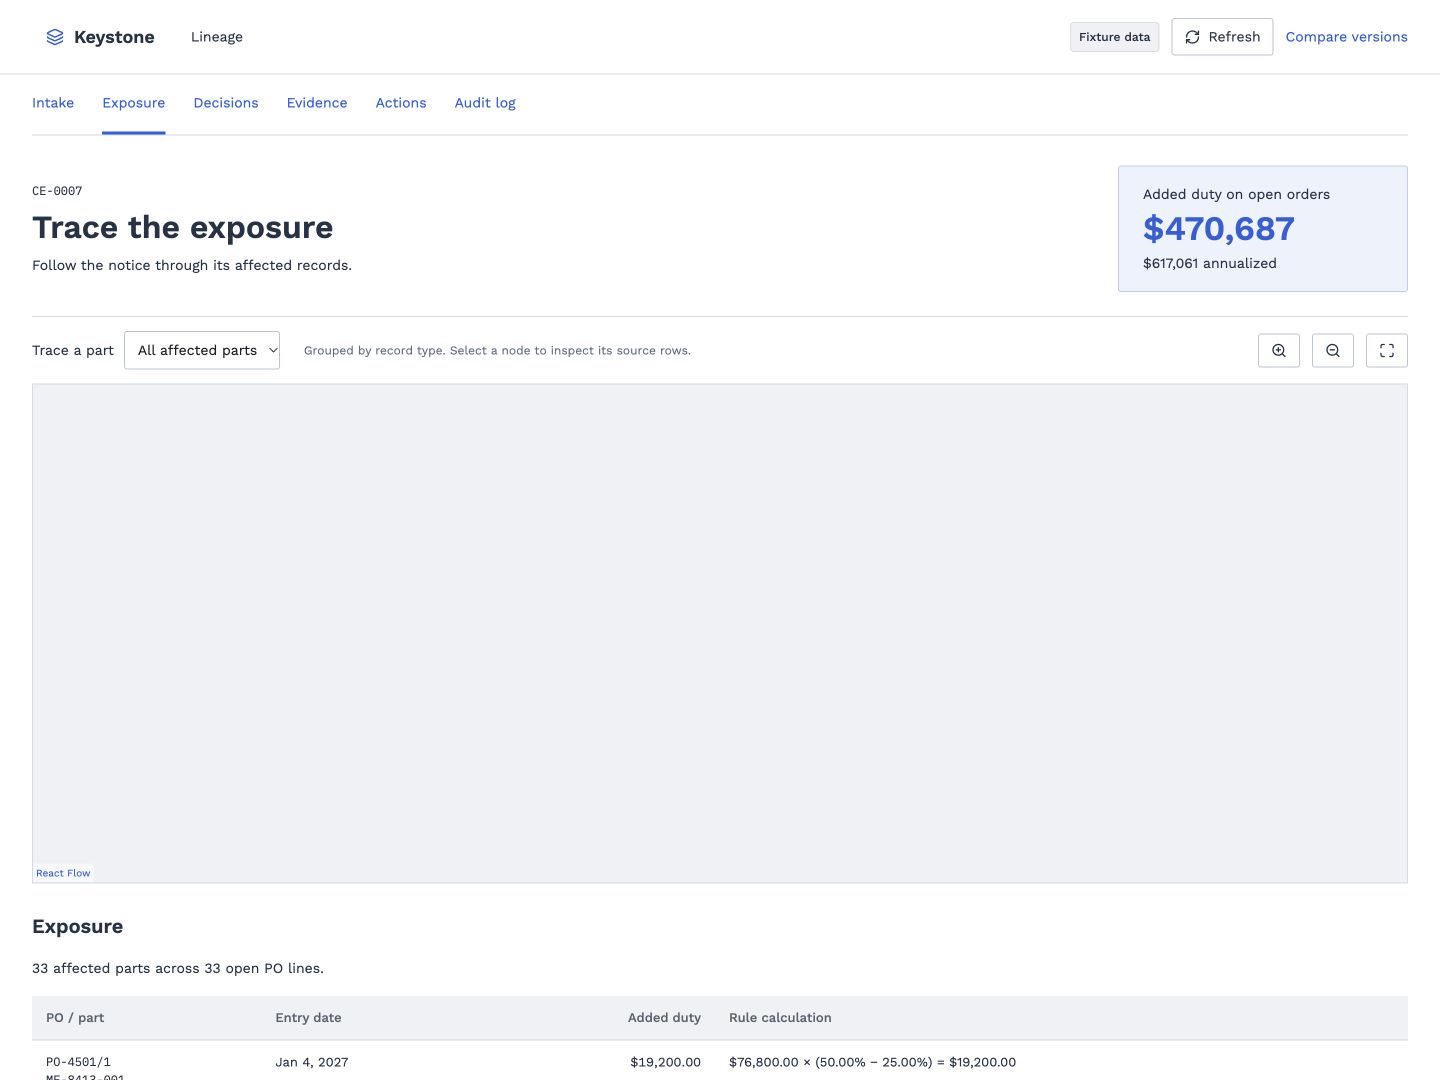 Keystone
Lineage
Fixture data
Refresh
Compare versions
Intake
Exposure
Decisions
Evidence
Actions
Audit log
CE-0007
Trace the exposure
Follow the notice through its affected records.
Added duty on open orders
$470,687
$617,061 annualized
Trace a part
All affected parts
Grouped by record type. Select a node to inspect its source rows.
React Flow
Exposure
33 affected parts across 33 open PO lines.
PO / part
Entry date
Added duty
Rule calculation
PO-4501/1
Jan 4, 2027
$19,200.00
$76,800.00 × (50.00% − 25.00%) = $19,200.00